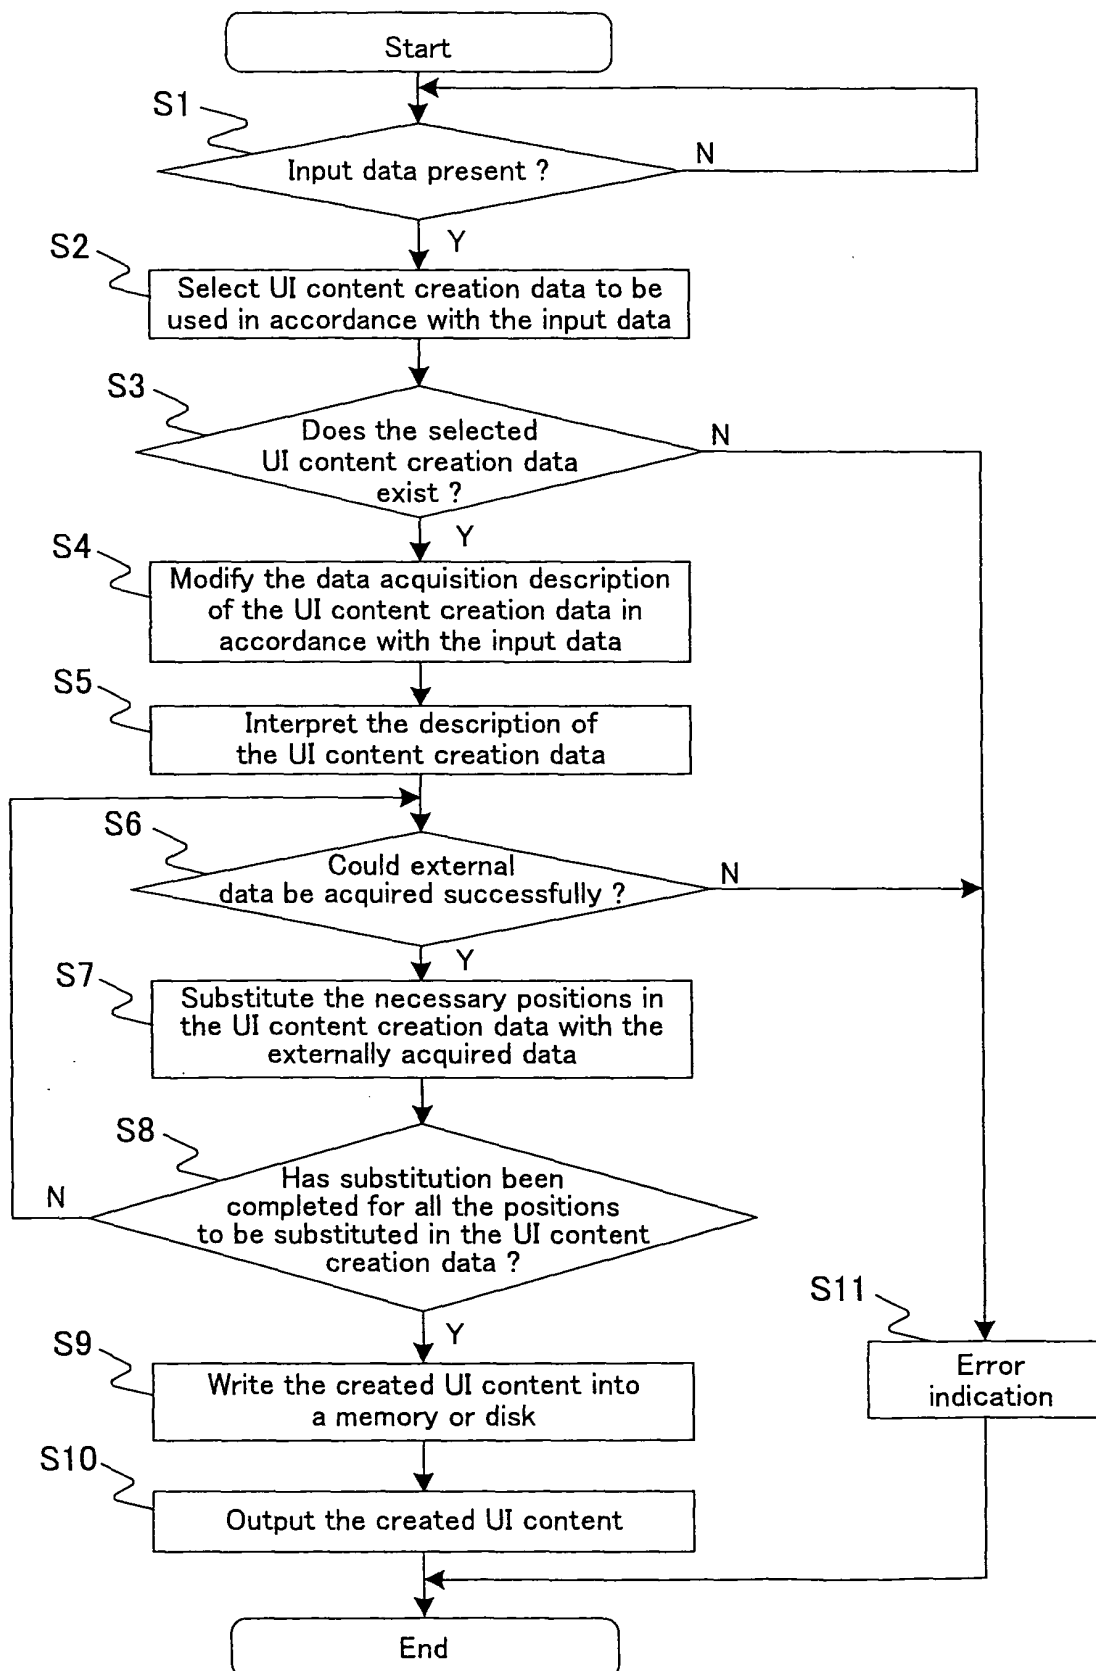 Start
S1
Input data present ?
N
Y
S2
Select UI content creation data to be
used in accordance with the input data
S3
Does the selected
UI content creation data
exist ?
N
Y
S4
Modify the data acquisition description
of the UI content creation data in
accordance with the input data
S5
Interpret the description of
the UI content creation data
S6
Could external
data be acquired successfully ?
N
Y
S7
Substitute the necessary positions in
the UI content creation data with the
externally acquired data
S8
Has substitution been
completed for all the positions
to be substituted in the UI content
creation data ?
N
Y
S9
Write the created UI content into
a memory or disk
S11
Error
indication
S10
Output the created UI content
End